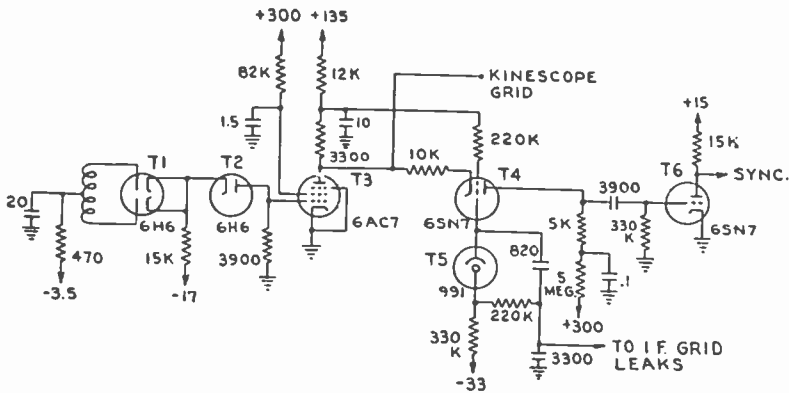 +300
+135
82K
12K
KINESCOPE
GRID
1.5
10
+15
3300
10K
220K
15K
T1
T2
T3
T4
T6
SYNC.
20
6H6
6H6
6AC7
6SN7
3900
5K
330
K
6SN7
470
15K
3900
T5
820
991
5
MEG.
.1
-3.5
-17
220K
+300
330
K
3300
TO I.F. GRID
LEAKS
-33